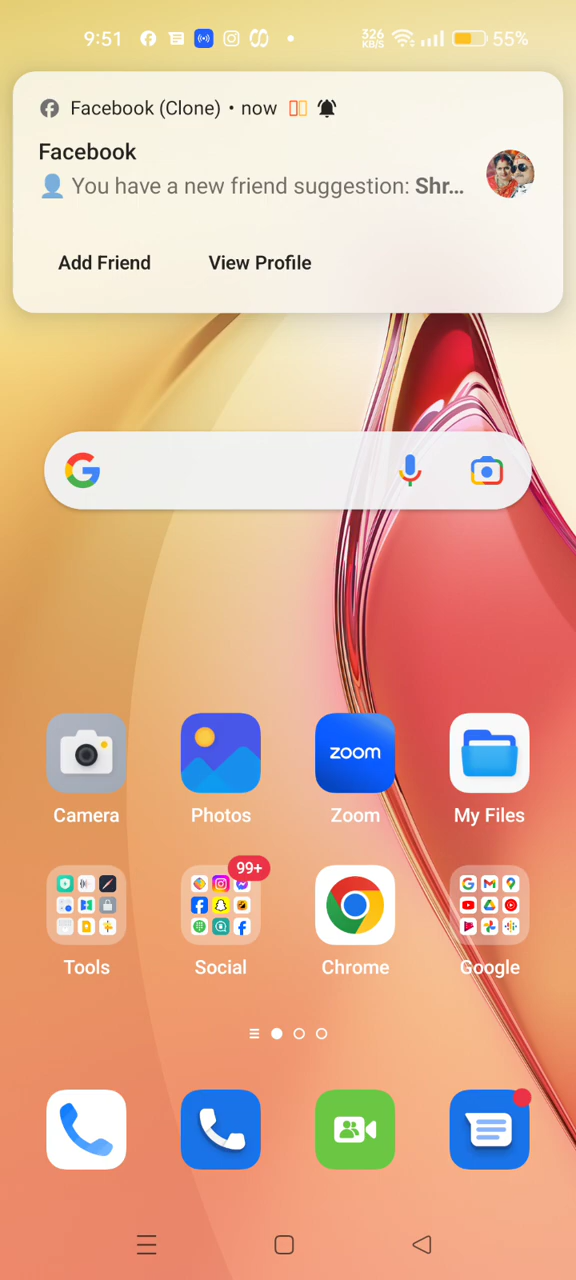 9:51
326
KB/S
55%
Facebook (Clone) • now
Facebook
You have a new friend suggestion: Shr...
Add Friend View Profile
zoom
Camera Photos Zoom My Files
99+
Tools Social Chrome Google